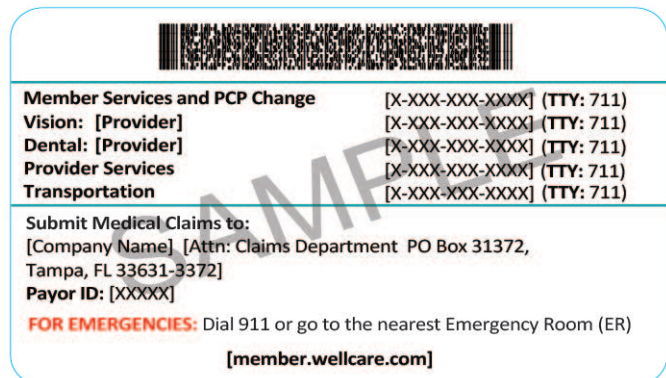 Member Services and PCP Change [X-XXX-XXX-XXXX] (TTY: 711)
Vision: [Provider] [X-XXX-XXX-XXXX] (TTY: 711)
Dental: [Provider] [X-XXX-XXX-XXXX] (TTY: 711)
Provider Services [X-XXX-XXX-XXXX] (TTY: 711)
Transportation [X-XXX-XXX-XXXX] (TTY: 711)
SAMPLE
Submit Medical Claims to:
[Company Name] [Attn: Claims Department PO Box 31372,
Tampa, FL 33631-3372]
Payor ID: [XXXXX]
FOR EMERGENCIES: Dial 911 or go to the nearest Emergency Room (ER)
[member.wellcare.com]